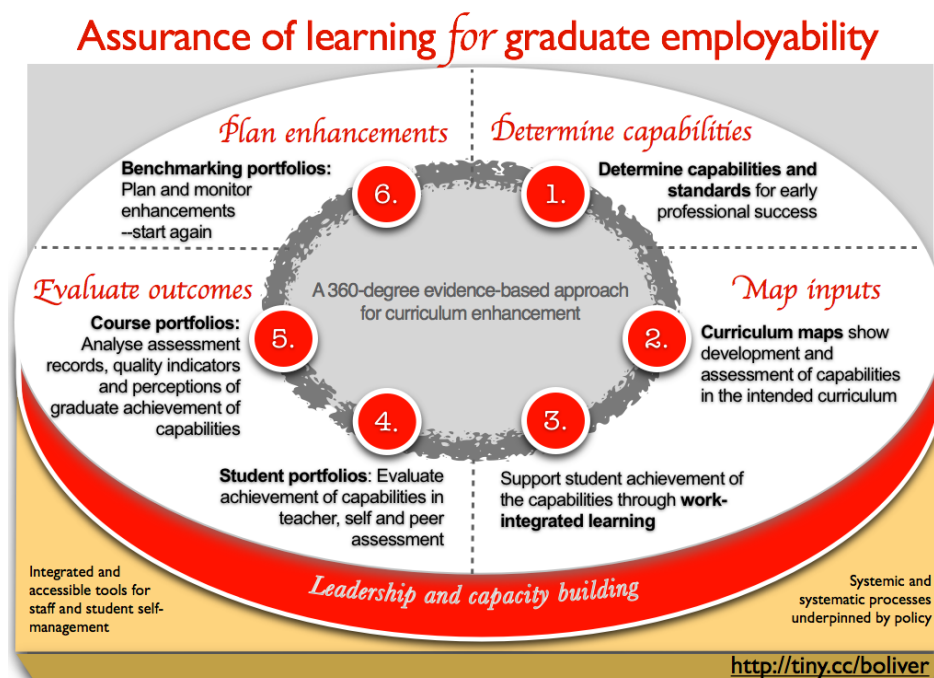 Assurance of learning for graduate employability
Plan enhancements
Benchmarking portfolios:
Plan and monitor
enhancements
--start again
6.
Determine capabilities
1.
Determine capabilities and
standards for early
professional success
Evaluate outcomes
Course portfolios:
Analyse assessment
records, quality indicators
and perceptions of
graduate achievement of
capabilities
5.
A 360-degree evidence-based approach
for curriculum enhancement
Map inputs
2.
Curriculum maps show
development and
assessment of capabilities
in the intended curriculum
4.
Student portfolios: Evaluate
achievement of capabilities in
teacher, self and peer
assessment
3.
Support student achievement of
the capabilities through work-
integrated learning
Integrated and
accessible tools for
staff and student self-
management
Leadership and capacity building
Systemic and
systematic processes
underpinned by policy
http://tiny.cc/boliver